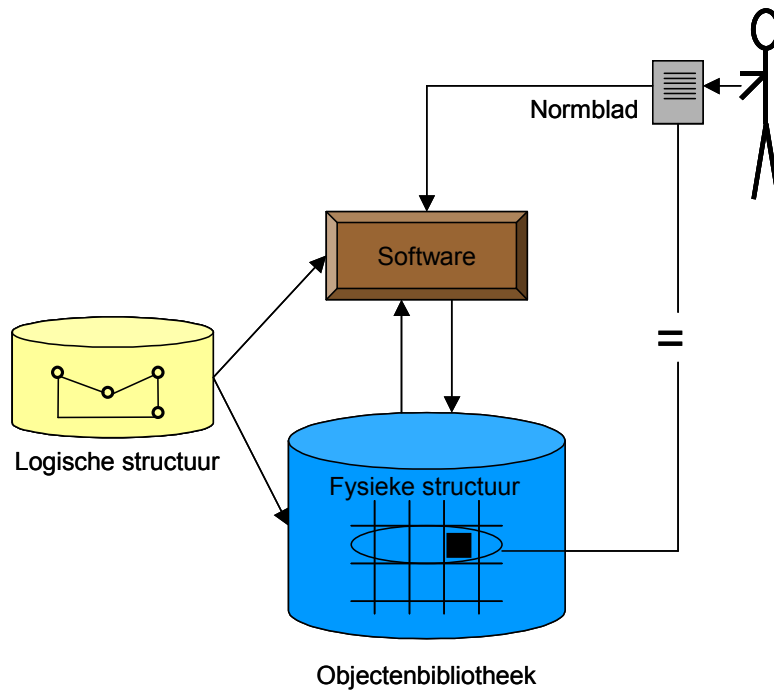 Normblad
Software
Logische structuur
Fysieke structuur
=
Objectenbibliotheek